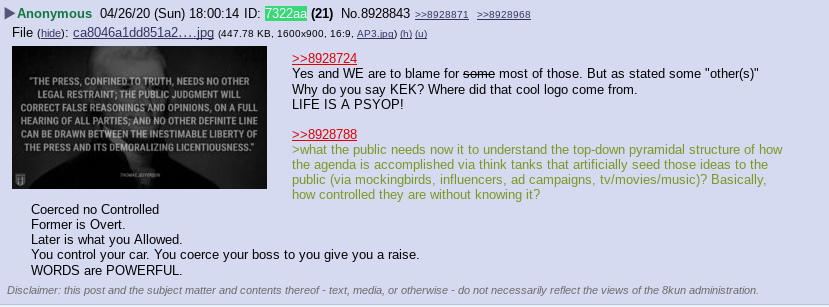 ▶Anonymous 04/26/20 (Sun) 18:00:14 ID: 7322aa (21) No.8928843 >>8928871 >>8928968
File (hide): ca8046a1dd851a2….jpg (447.78 KB, 1600x900, 16:9, AP3.jpg) (h) (u)
"THE PRESS, CONFINED TO TRUTH, NEEDS NO OTHER
LEGAL RESTRAINT; THE PUBLIC JUDGMENT WILL
CORRECT FALSE REASONINGS AND OPINIONS, ON A FULL
HEARING OF ALL PARTIES; AND NO OTHER DEFINITE LINE
CAN BE DRAWN BETWEEN THE INESTIMABLE LIBERTY OF
THE PRESS AND ITS DEMORALIZING LICENTIOUSNESS."
THOMAS JEFFERSON
>>8928724
Yes and WE are to blame for some most of those. But as stated some "other(s)"
Why do you say KEK? Where did that cool logo come from.
LIFE IS A PSYOP!
>>8928788
>what the public needs now it to understand the top-down pyramidal structure of how
the agenda is accomplished via think tanks that artificially seed those ideas to the
public (via mockingbirds, influencers, ad campaigns, tv/movies/music)? Basically,
how controlled they are without knowing it?
Coerced no Controlled
Former is Overt.
Later is what you Allowed.
You control your car. You coerce your boss to you give you a raise.
WORDS are POWERFUL.
Disclaimer: this post and the subject matter and contents thereof - text, media, or otherwise - do not necessarily reflect the views of the 8kun administration.